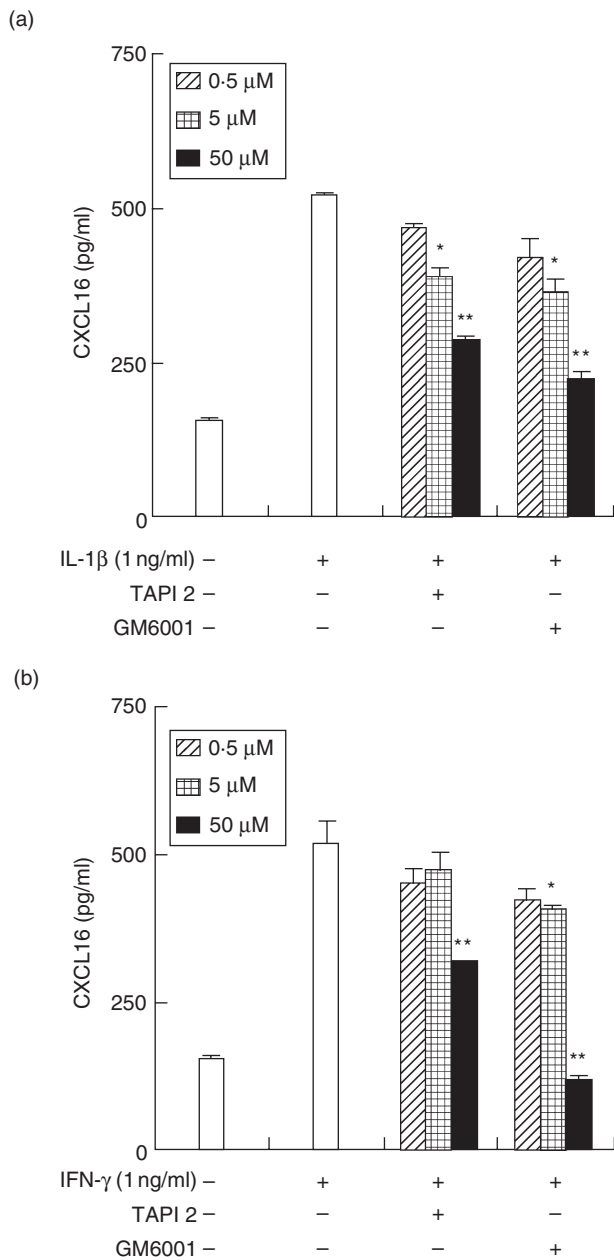 (a)
750
500
250
0
CXCL16 (pg/ml)
0·5 μM
5 μM
50 μM
* *
** **
IL-1β (1 ng/ml) – + + +
TAPI 2 – – + –
GM6001 – – – +
(b)
750
500
250
0
CXCL16 (pg/ml)
0·5 μM
5 μM
50 μM
*
**
**
IFN-γ (1 ng/ml) – + + +
TAPI 2 – – + –
GM6001 – – – +